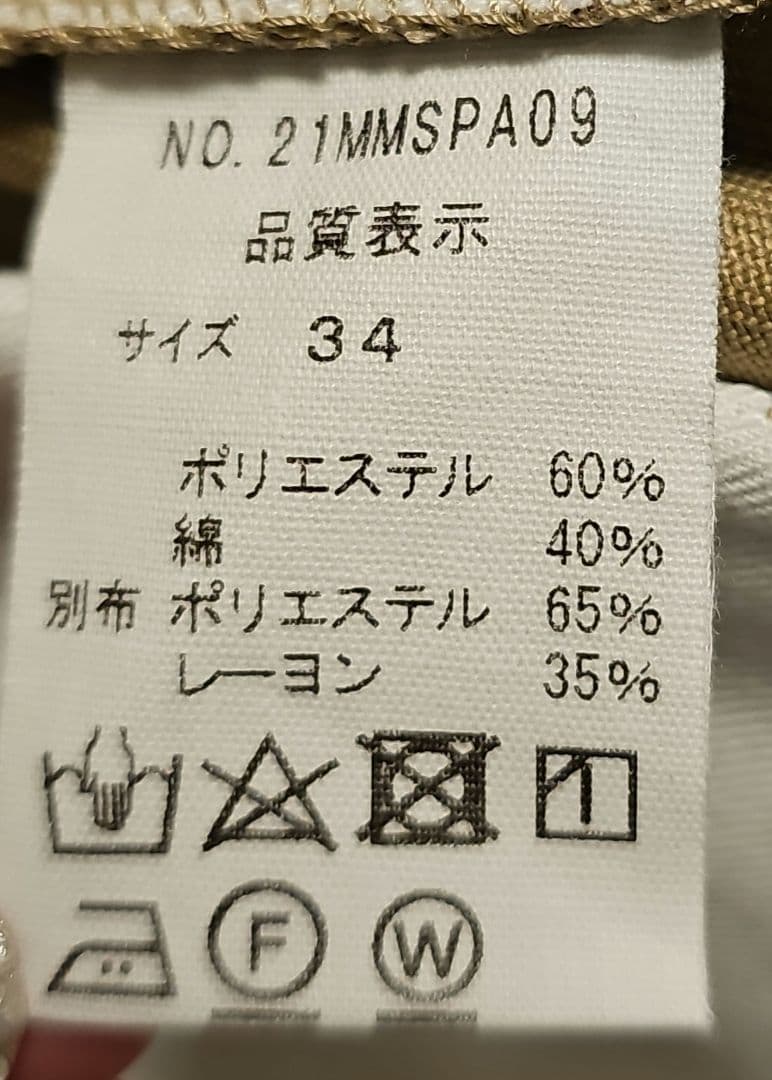 NO. 21MMSPA09
品質表示
サイズ 34
ポリエステル 60%
綿 40%
別布 ポリエステル 65%
レーヨン 35%
F W